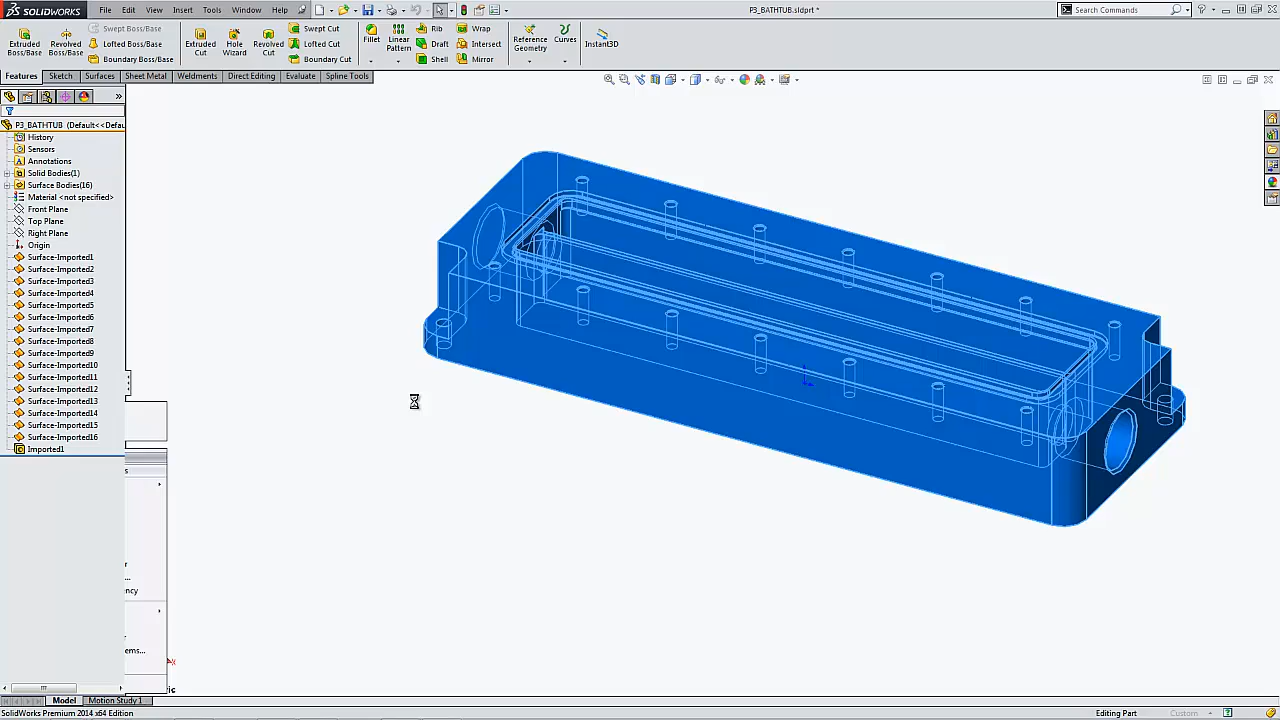 SOLIDWORKS
File Edit View Insert Tools Window Help
P3_BATHTUB.sldprt *
Search Commands
Extruded Boss/Base
Revolved Boss/Base
Swept Boss/Base
Lofted Boss/Base
Boundary Boss/Base
Extruded Cut
Hole Wizard
Revolved Cut
Swept Cut
Lofted Cut
Boundary Cut
Fillet
Linear Pattern
Rib
Draft
Shell
Wrap
Intersect
Mirror
Reference Geometry
Curves
Instant3D
Features Sketch Surfaces Sheet Metal Weldments Direct Editing Evaluate Spline Tools
P3_BATHTUB (Default<<Defau
History
Sensors
Annotations
Solid Bodies(1)
Surface Bodies(16)
Material <not specified>
Front Plane
Top Plane
Right Plane
Origin
Surface-Imported1
Surface-Imported2
Surface-Imported3
Surface-Imported4
Surface-Imported5
Surface-Imported6
Surface-Imported7
Surface-Imported8
Surface-Imported9
Surface-Imported10
Surface-Imported11
Surface-Imported12
Surface-Imported13
Surface-Imported14
Surface-Imported15
Surface-Imported16
Imported1
s
r
...
ency
r
ems...
x
ic
Model Motion Study 1
SolidWorks Premium 2014 x64 Edition
Editing Part
Custom